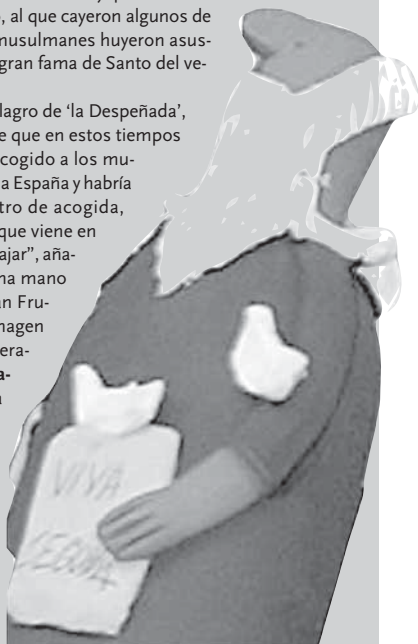 , al que cayeron algunos de
musulmanes huyeron asus-
gran fama de Santo del ve-
lagro de ‘la Despeñada’,
e que en estos tiempos
cogido a los mu-
a España y habría
tro de acogida,
que viene en
ajar”, aña-
na mano
an Fru-
magen
era-
a-
a
VIVA